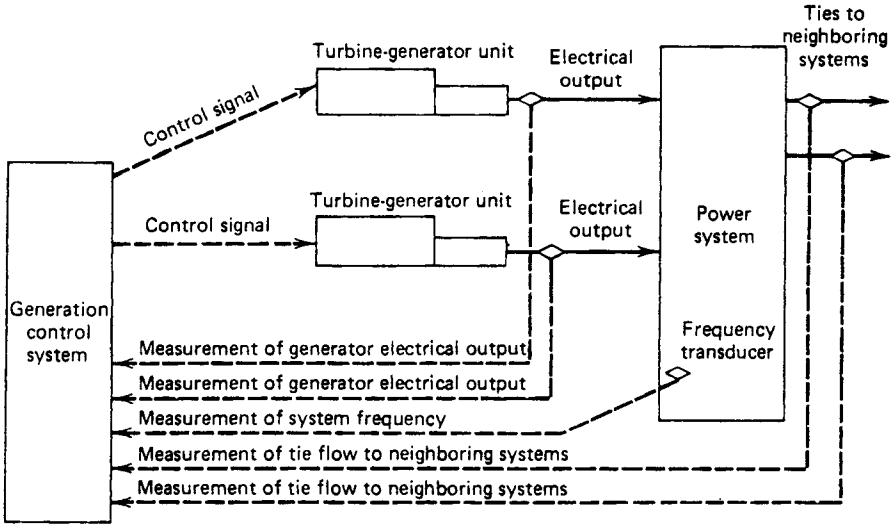 Ties to
neighboring
systems
Turbine-generator unit
Electrical
output
Control signal
Turbine-generator unit
Electrical
output
Control signal
Power
system
Generation
control
system
Frequency
transducer
Measurement of generator electrical output
Measurement of generator electrical output
Measurement of system frequency
Measurement of tie flow to neighboring systems
Measurement of tie flow to neighboring systems